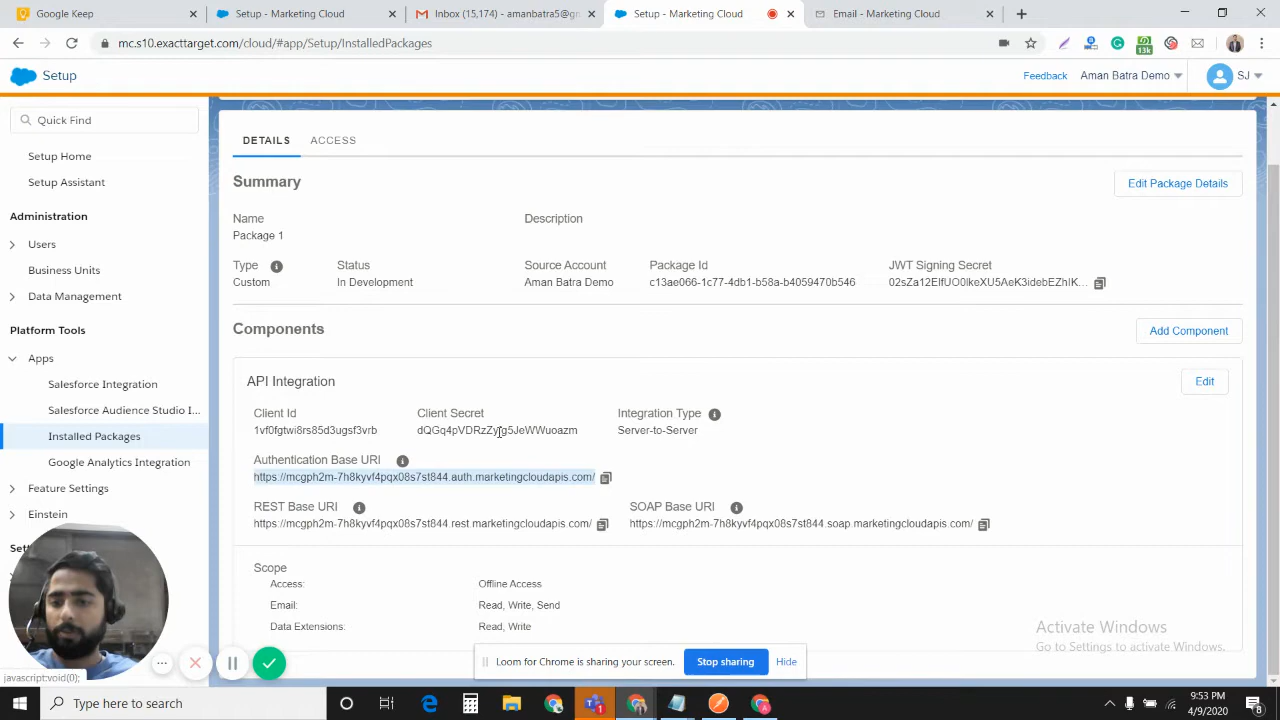 Google Keep
Setup - Marketing Cloud
Inbox (15,174) - amanbatra5@gr
Setup - Marketing Cloud
Email - Marketing Cloud
mc.s10.exacttarget.com/cloud/#app/Setup/InstalledPackages
13k
Setup
Feedback
Aman Batra Demo
SJ
Quick Find
Setup Home
Setup Assistant
Administration
Users
Business Units
Data Management
Platform Tools
Apps
Salesforce Integration
Salesforce Audience Studio I...
Installed Packages
Google Analytics Integration
Feature Settings
Einstein
DETAILS ACCESS
Summary
Edit Package Details
Name Description
Package 1
Type Status Source Account Package Id JWT Signing Secret
Custom In Development Aman Batra Demo c13ae066-1c77-4db1-b58a-b4059470b546 02sZa12ElfUO0lkeXU5AeK3idebEZhIK...
Components
Add Component
API Integration
Edit
Client Id Client Secret Integration Type
1vf0fgtwi8rs85d3ugsf3vrb dQGq4pVDRzZyfg5JeWWuoazm Server-to-Server
Authentication Base URI
https://mcgph2m-7h8kyvf4pqx08s7st844.auth.marketingcloudapis.com/
REST Base URI SOAP Base URI
https://mcgph2m-7h8kyvf4pqx08s7st844.rest.marketingcloudapis.com/ https://mcgph2m-7h8kyvf4pqx08s7st844.soap.marketingcloudapis.com/
Scope
Access: Offline Access
Email: Read, Write, Send
Data Extensions: Read, Write
Activate Windows
Go to Settings to activate Windows.
Loom for Chrome is sharing your screen.
Stop sharing
Hide
javascript:void(0);
Type here to search
9:53 PM
4/9/2020
8